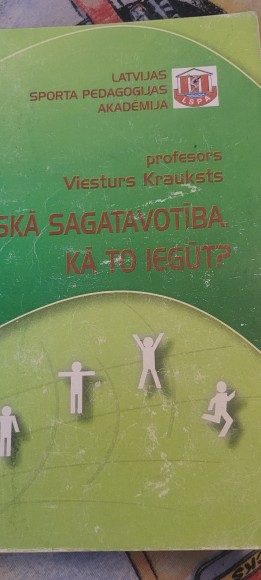 LATVIJAS
SPORTA PEDAGOĢIJAS
AKADĒMIJA
LSPA
profesors
Viesturs Krauksts
SKĀ SAGATAVOTĪBA.
KĀ TO IEGŪT?